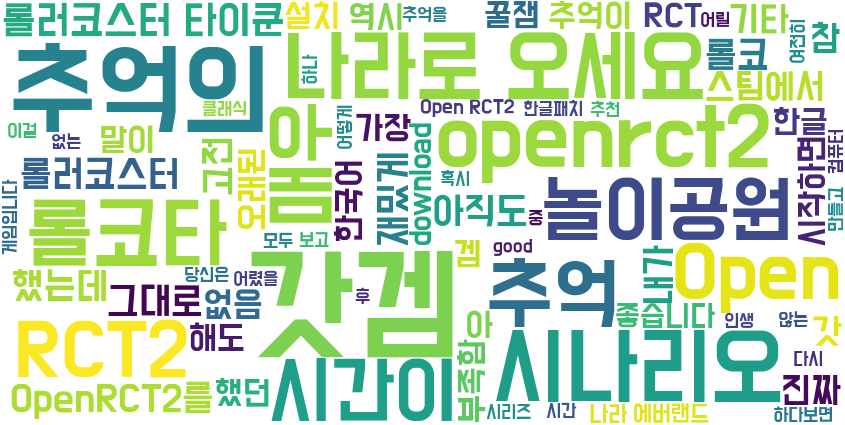 롤러코스터 타이쿤
설치
역시
추억을
꿀잼
추억이
RCT
어릴
기타
여전히
참
추억의
하나
나라로 오세요
롤코
스팀에서
클래식
이걸
없는
말이
고전
오래된
아
몸
어떻게
가장
Open RCT2 한글패치
추천
openrct2
한글
컴퓨터
롤러코스터
한국어
재밌게
download
혹시
아직도
중
놀이공원
시작하면
만들고
게임입니다
롤코타
모두
보고
겜
good
했는데
당신은
어렸을
갓겜
추억
내가
Open
그대로
없음
후
좋습니다
인생
않는
갓
RCT2
해도
시간이
부족함
아
시나리오
다시
진짜
OpenRCT2를
했던
시리즈
시간
나라 에버랜드
하다보면